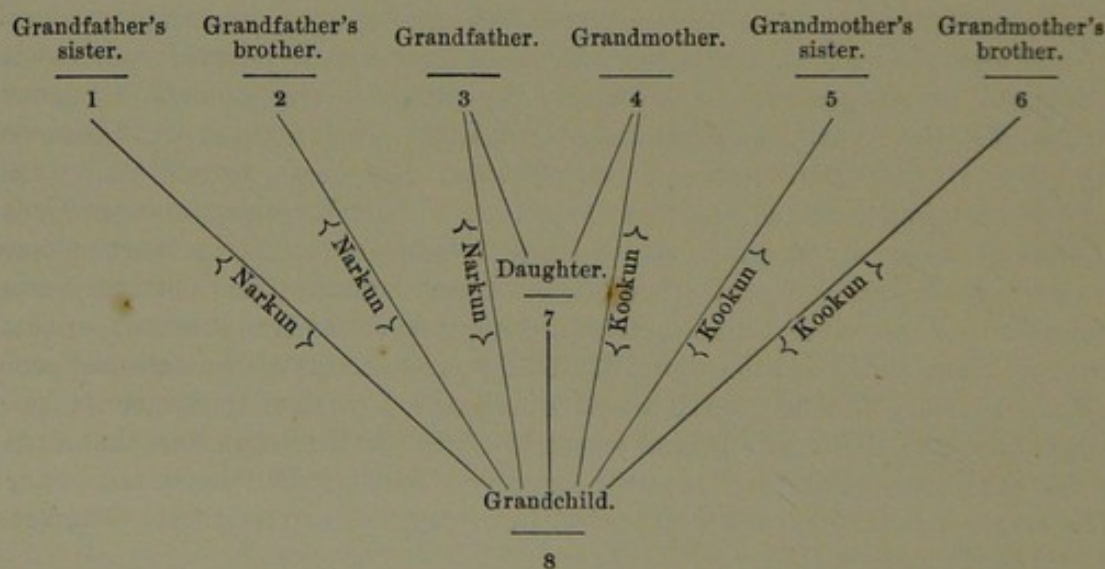 Grandfather's sister.
Grandfather's brother.
Grandfather.
Grandmother.
Grandmother's sister.
Grandmother's brother.
1 2 3 4 5 6
{Narkun} {Narkun} {Narkun} {Kookun} {Kookun} {Kookun}
Daughter.
7
Grandchild.
8